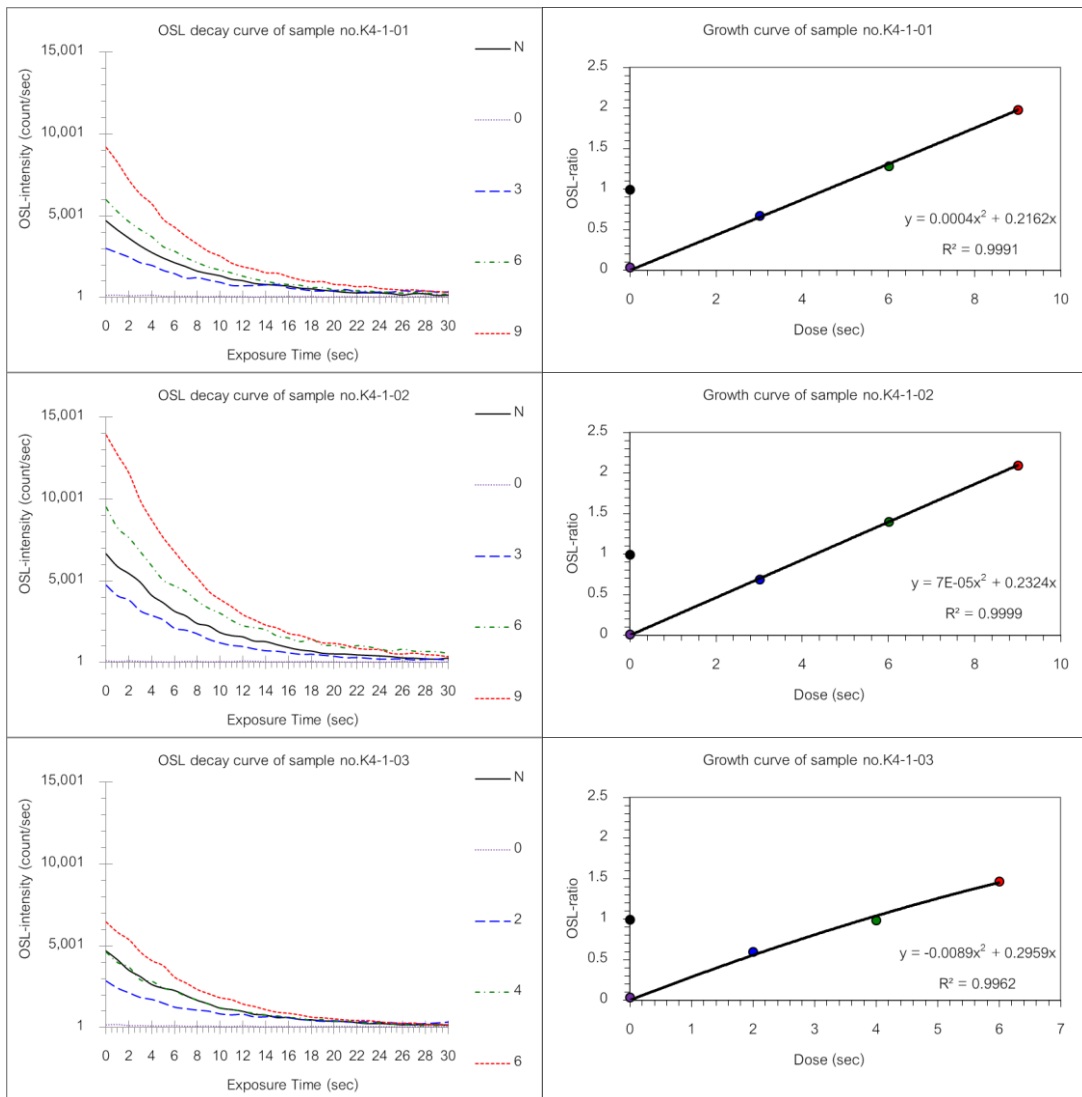 OSL decay curve of sample no.K4-1-01
OSL-intensity (count/sec)
15,001
10,001
5,001
1
0 2 4 6 8 10 12 14 16 18 20 22 24 26 28 30
Exposure Time (sec)
N
0
3
6
9
Growth curve of sample no.K4-1-01
OSL-ratio
2.5
2
1.5
1
0.5
0
0 2 4 6 8 10
Dose (sec)
y = 0.0004x² + 0.2162x
R² = 0.9991
OSL decay curve of sample no.K4-1-02
OSL-intensity (count/sec)
15,001
10,001
5,001
1
0 2 4 6 8 10 12 14 16 18 20 22 24 26 28 30
Exposure Time (sec)
N
0
3
6
9
Growth curve of sample no.K4-1-02
OSL-ratio
2.5
2
1.5
1
0.5
0
0 2 4 6 8 10
Dose (sec)
y = 7E-05x² + 0.2324x
R² = 0.9999
OSL decay curve of sample no.K4-1-03
OSL-intensity (count/sec)
15,001
10,001
5,001
1
0 2 4 6 8 10 12 14 16 18 20 22 24 26 28 30
Exposure Time (sec)
N
0
2
4
6
Growth curve of sample no.K4-1-03
OSL-ratio
2.5
2
1.5
1
0.5
0
0 1 2 3 4 5 6 7
Dose (sec)
y = -0.0089x² + 0.2959x
R² = 0.9962